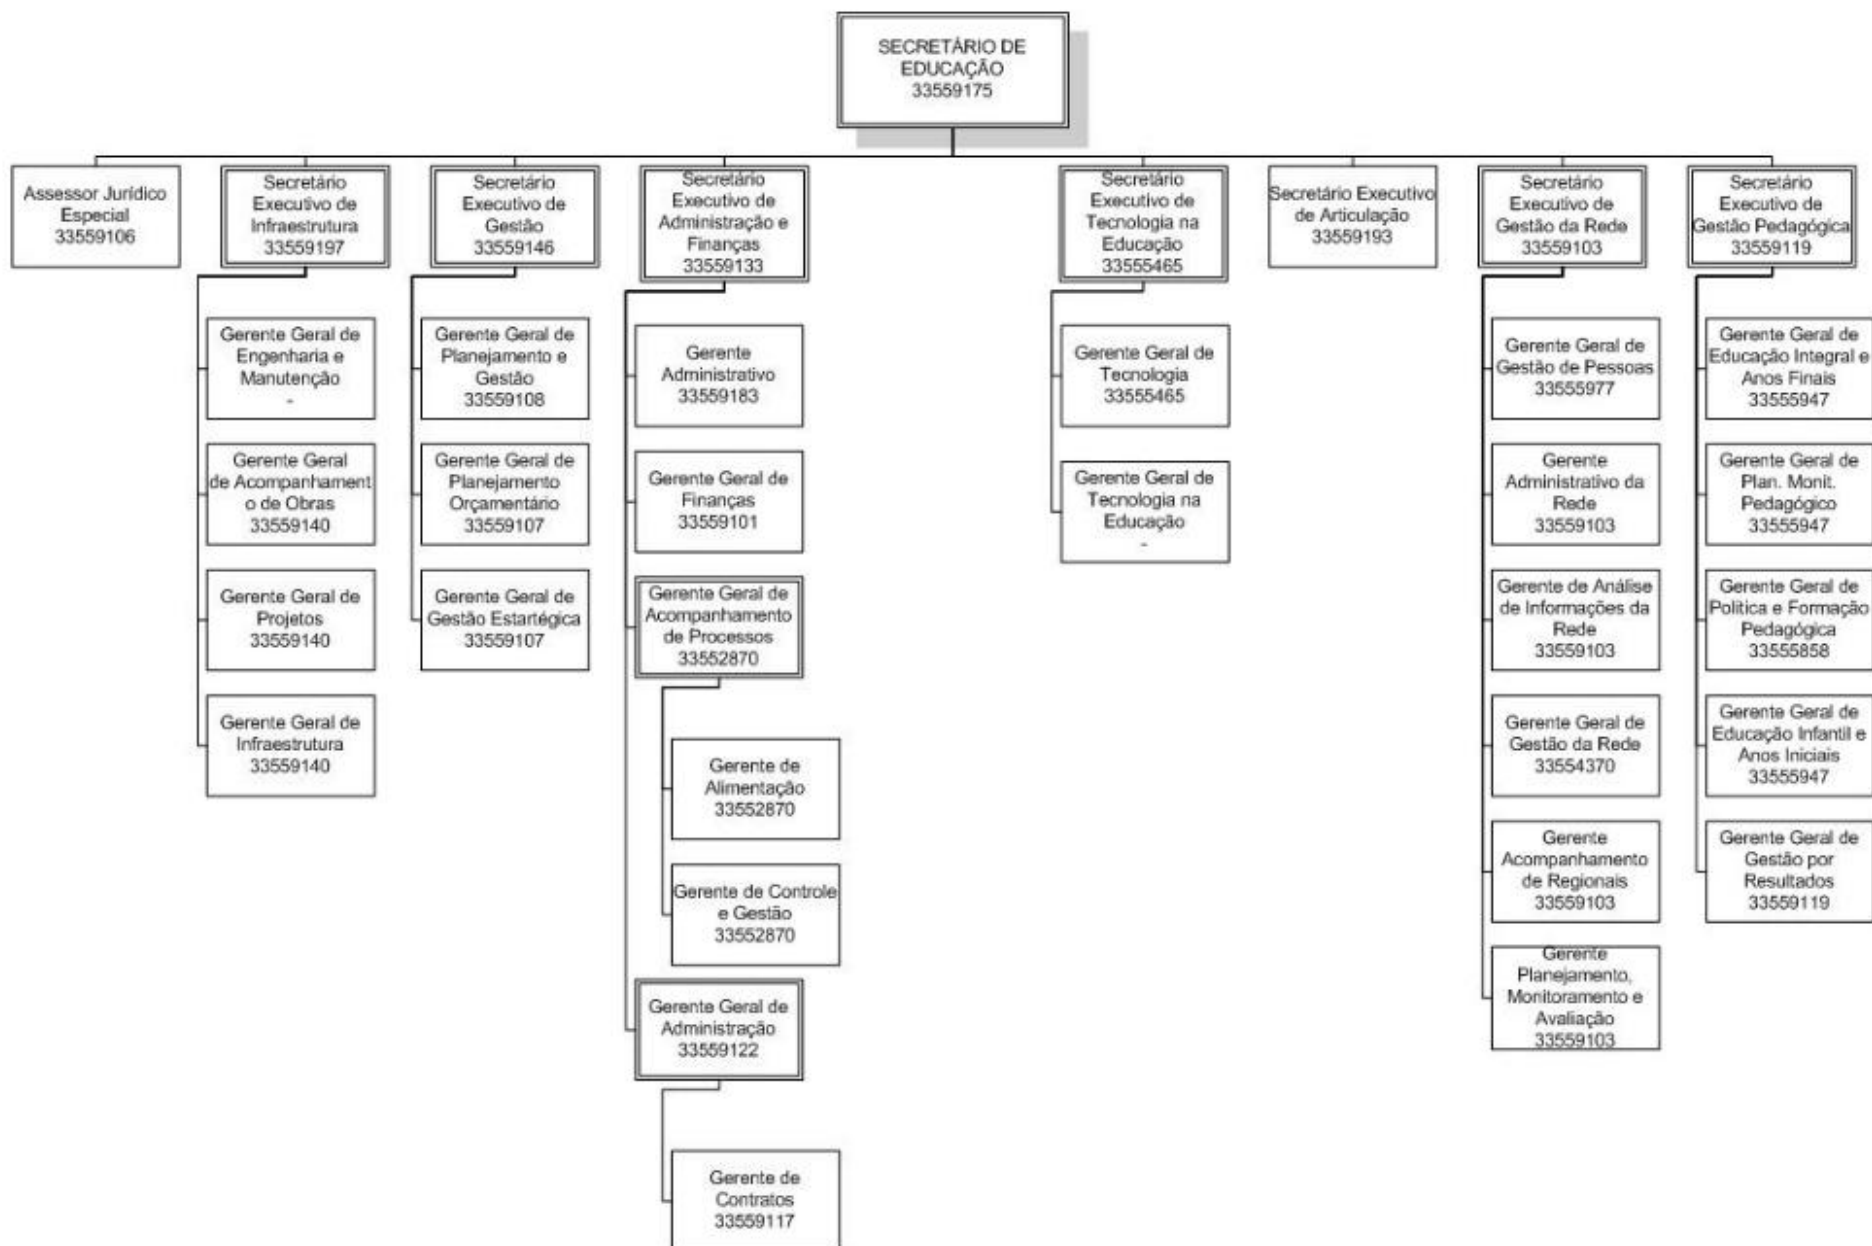 SECRETÁRIO DE
EDUCAÇÃO
33559175
Assessor Jurídico
Especial
33559106
Secretário
Executivo de
Infraestrutura
33559197
Gerente Geral de
Engenharia e
Manutenção
-
Gerente Geral
de Acompanhament
o de Obras
33559140
Gerente Geral de
Projetos
33559140
Gerente Geral de
Infraestrutura
33559140
Secretário
Executivo de
Gestão
33559146
Gerente Geral de
Planejamento e
Gestão
33559108
Gerente Geral de
Planejamento
Orçamentário
33559107
Gerente Geral de
Gestão Estartégica
33559107
Secretário
Executivo de
Administração e
Finanças
33559133
Gerente
Administrativo
33559183
Gerente Geral de
Finanças
33559101
Gerente Geral de
Acompanhamento
de Processos
33552870
Gerente de
Alimentação
33552870
Gerente de Controle
e Gestão
33552870
Gerente Geral de
Administração
33559122
Gerente de
Contratos
33559117
Secretário
Executivo de
Tecnologia na
Educação
33555465
Gerente Geral de
Tecnologia
33555465
Gerente Geral de
Tecnologia na
Educação
-
Secretário Executivo
de Articulação
33559193
Secretário
Executivo de
Gestão da Rede
33559103
Gerente Geral de
Gestão de Pessoas
33555977
Gerente
Administrativo da
Rede
33559103
Gerente de Análise
de Informações da
Rede
33559103
Gerente Geral de
Gestão da Rede
33554370
Gerente
Acompanhamento
de Regionais
33559103
Gerente
Planejamento,
Monitoramento e
Avaliação
33559103
Secretário
Executivo de
Gestão Pedagógica
33559119
Gerente Geral de
Educação Integral e
Anos Finais
33555947
Gerente Geral de
Plan. Monit.
Pedagógico
33555947
Gerente Geral de
Política e Formação
Pedagógica
33555858
Gerente Geral de
Educação Infantil e
Anos Iniciais
33555947
Gerente Geral de
Gestão por
Resultados
33559119